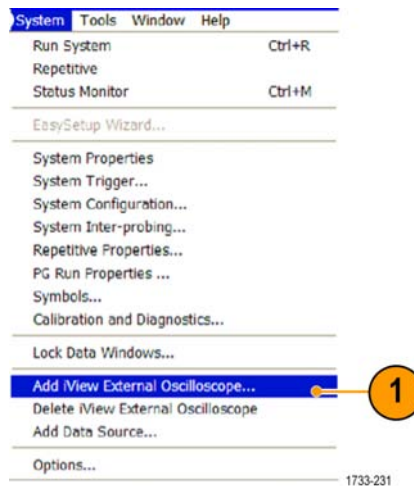 System Tools Window Help
Run System Ctrl+R
Repetitive
Status Monitor Ctrl+M
EasySetup Wizard...
System Properties
System Trigger...
System Configuration...
System Inter-probing...
Repetitive Properties...
PG Run Properties ...
Symbols...
Calibration and Diagnostics...
Lock Data Windows...
Add iView External Oscilloscope...
1
Delete iView External Oscilloscope
Add Data Source...
Options...
1733-231